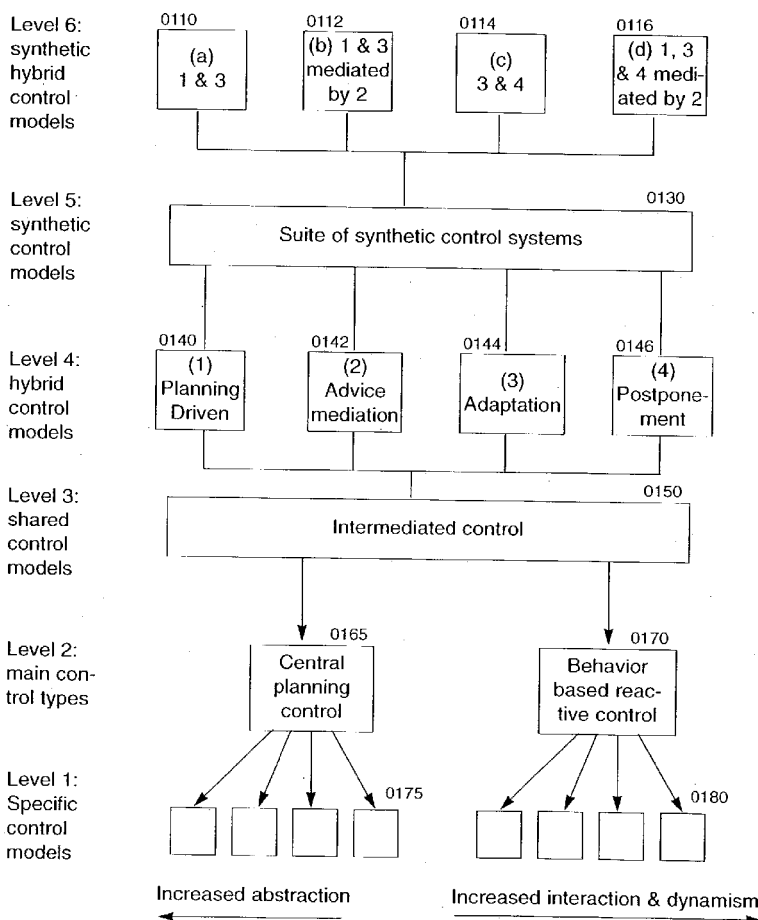 Level 6:
synthetic
hybrid
control
models
0110
(a)
1 & 3
0112
(b) 1 & 3
mediated
by 2
0114
(c)
3 & 4
0116
(d) 1, 3
& 4 medi-
ated by 2
Level 5:
synthetic
control
models
0130
Suite of synthetic control systems
Level 4:
hybrid
control
models
0140
(1)
Planning
Driven
0142
(2)
Advice
mediation
0144
(3)
Adaptation
0146
(4)
Postpone-
ment
Level 3:
shared
control
models
0150
Intermediated control
Level 2:
main con-
trol types
0165
Central
planning
control
0170
Behavior
based reac-
tive control
Level 1:
Specific
control
models
0175
0180
Increased abstraction
Increased interaction & dynamism